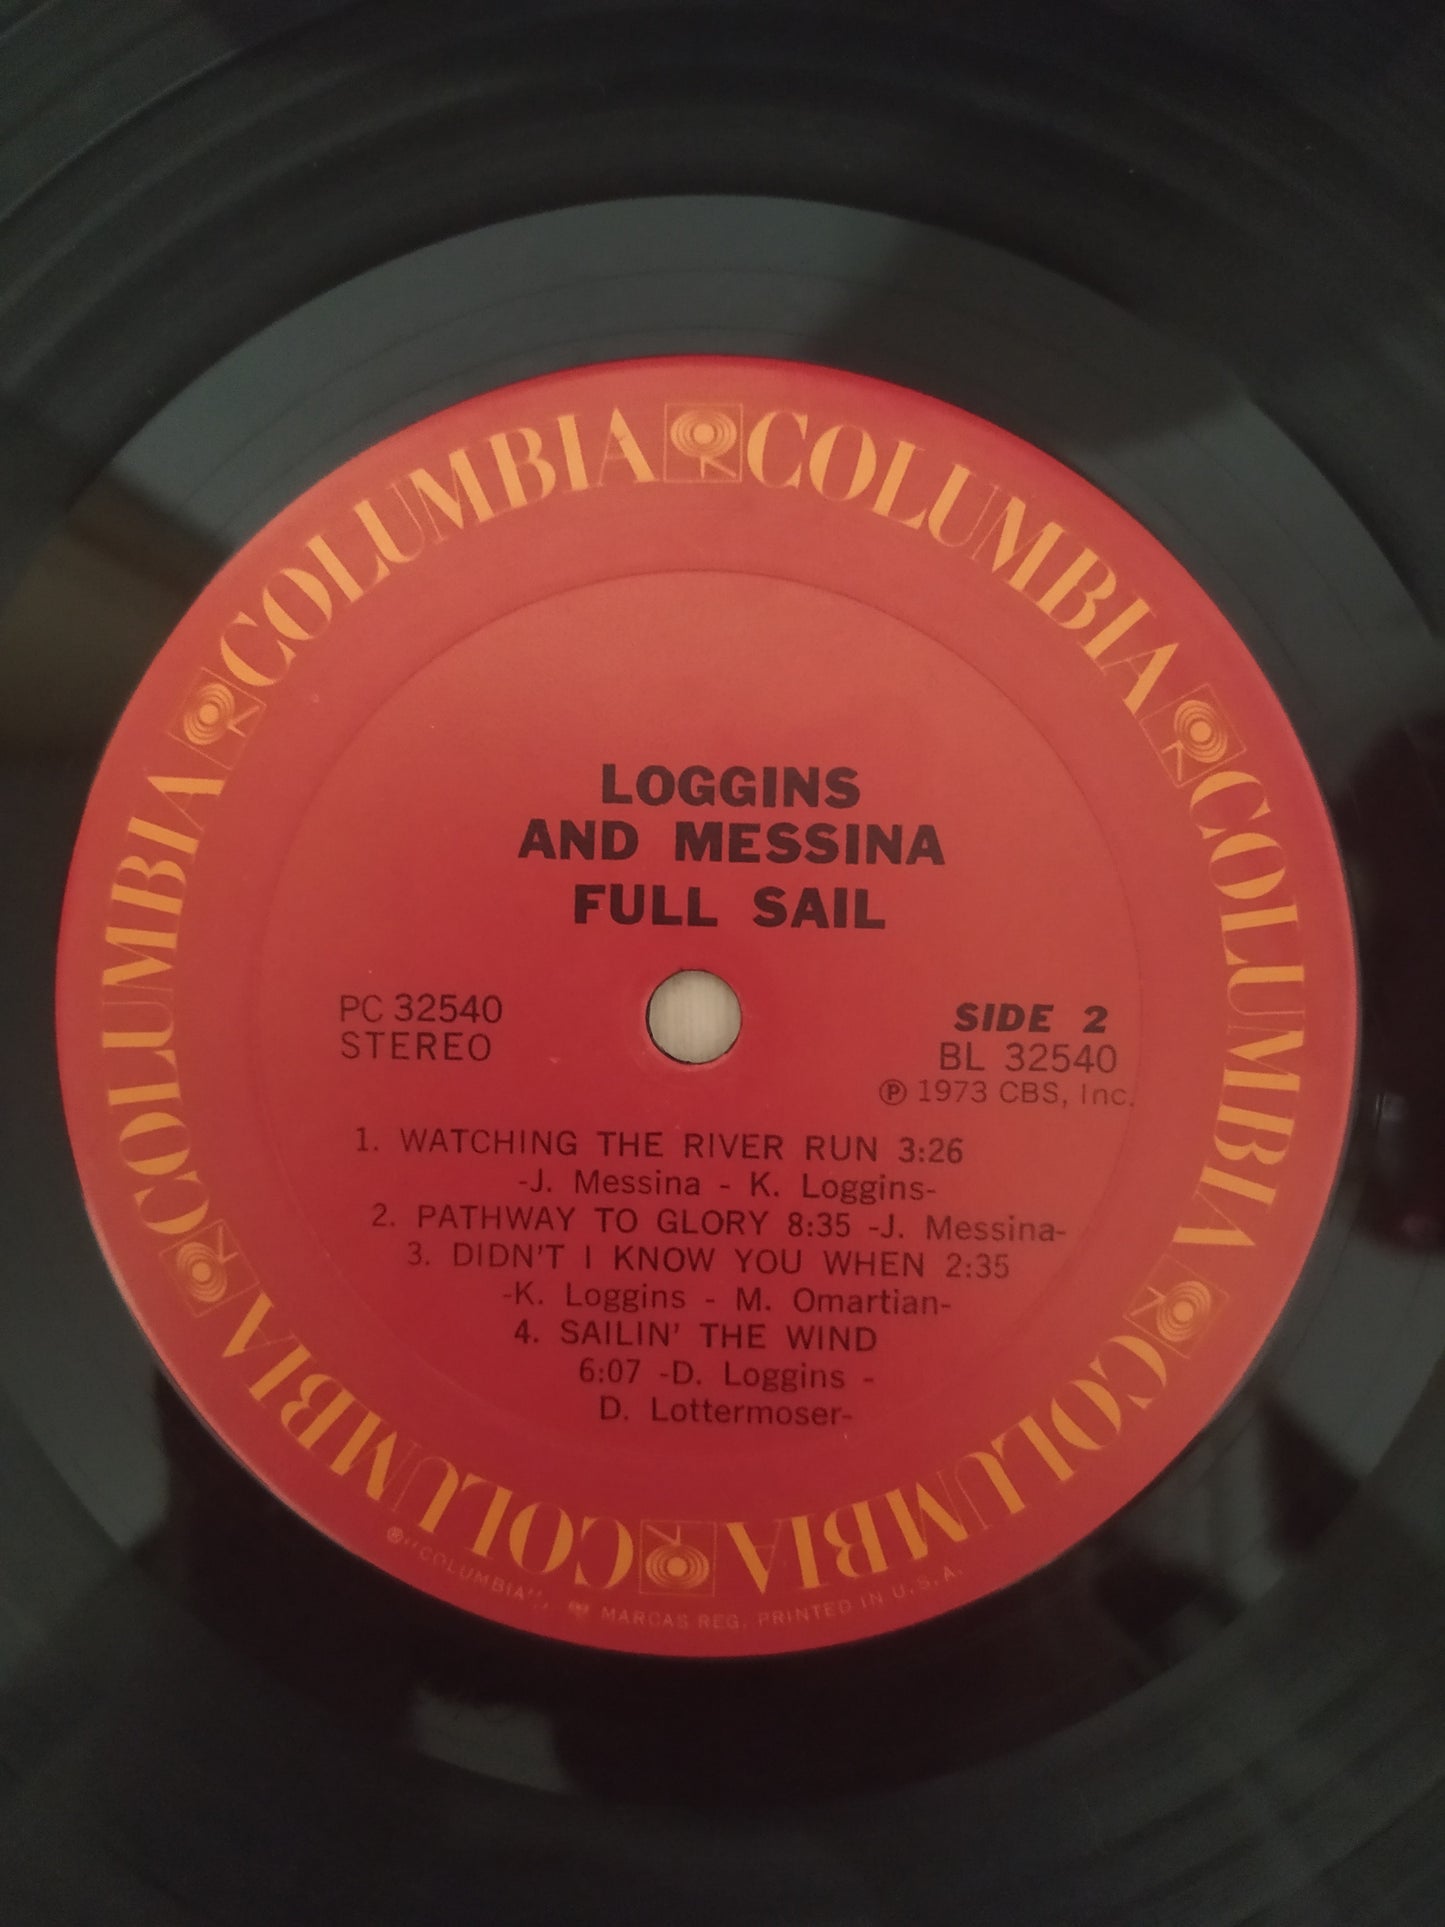 COLUMBIA COLUMBIA COLUMBIA COLUMBIA COLUMBIA COLUMBIA
LOGGINS
AND MESSINA
FULL SAIL
PC 32540
STEREO
SIDE 2
BL 32540
Ⓟ 1973 CBS, Inc.
1. WATCHING THE RIVER RUN 3:26
-J. Messina - K. Loggins-
2. PATHWAY TO GLORY 8:35 -J. Messina-
3. DIDN'T I KNOW YOU WHEN 2:35
-K. Loggins - M. Omartian-
4. SAILIN' THE WIND
6:07 -D. Loggins -
D. Lottermoser-
®"COLUMBIA", MARCAS REG. PRINTED IN U.S.A.